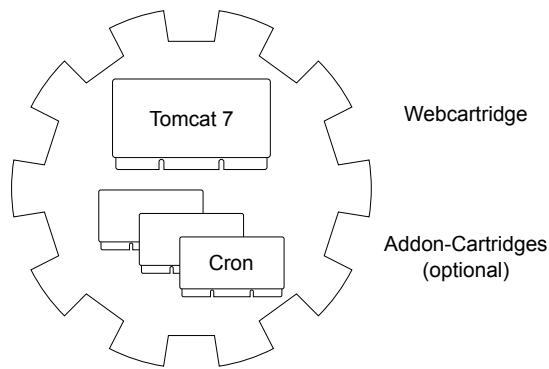 Tomcat 7
Webcartridge
Cron
Addon-Cartridges
(optional)